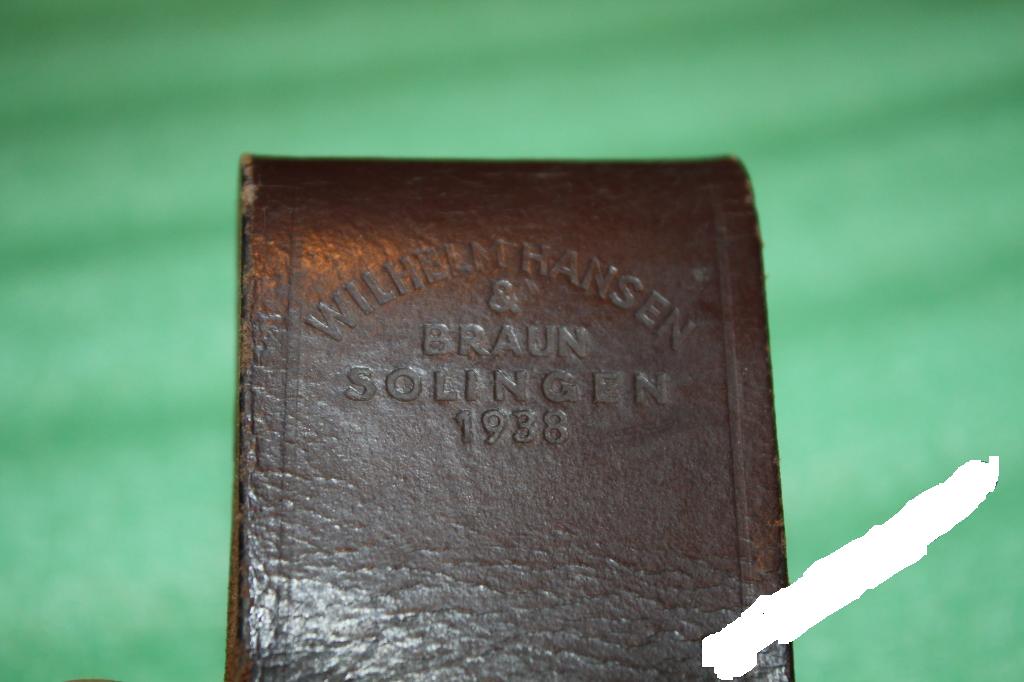 WILHELM HANSEN
&
BRAUN
SOLINGEN
1938